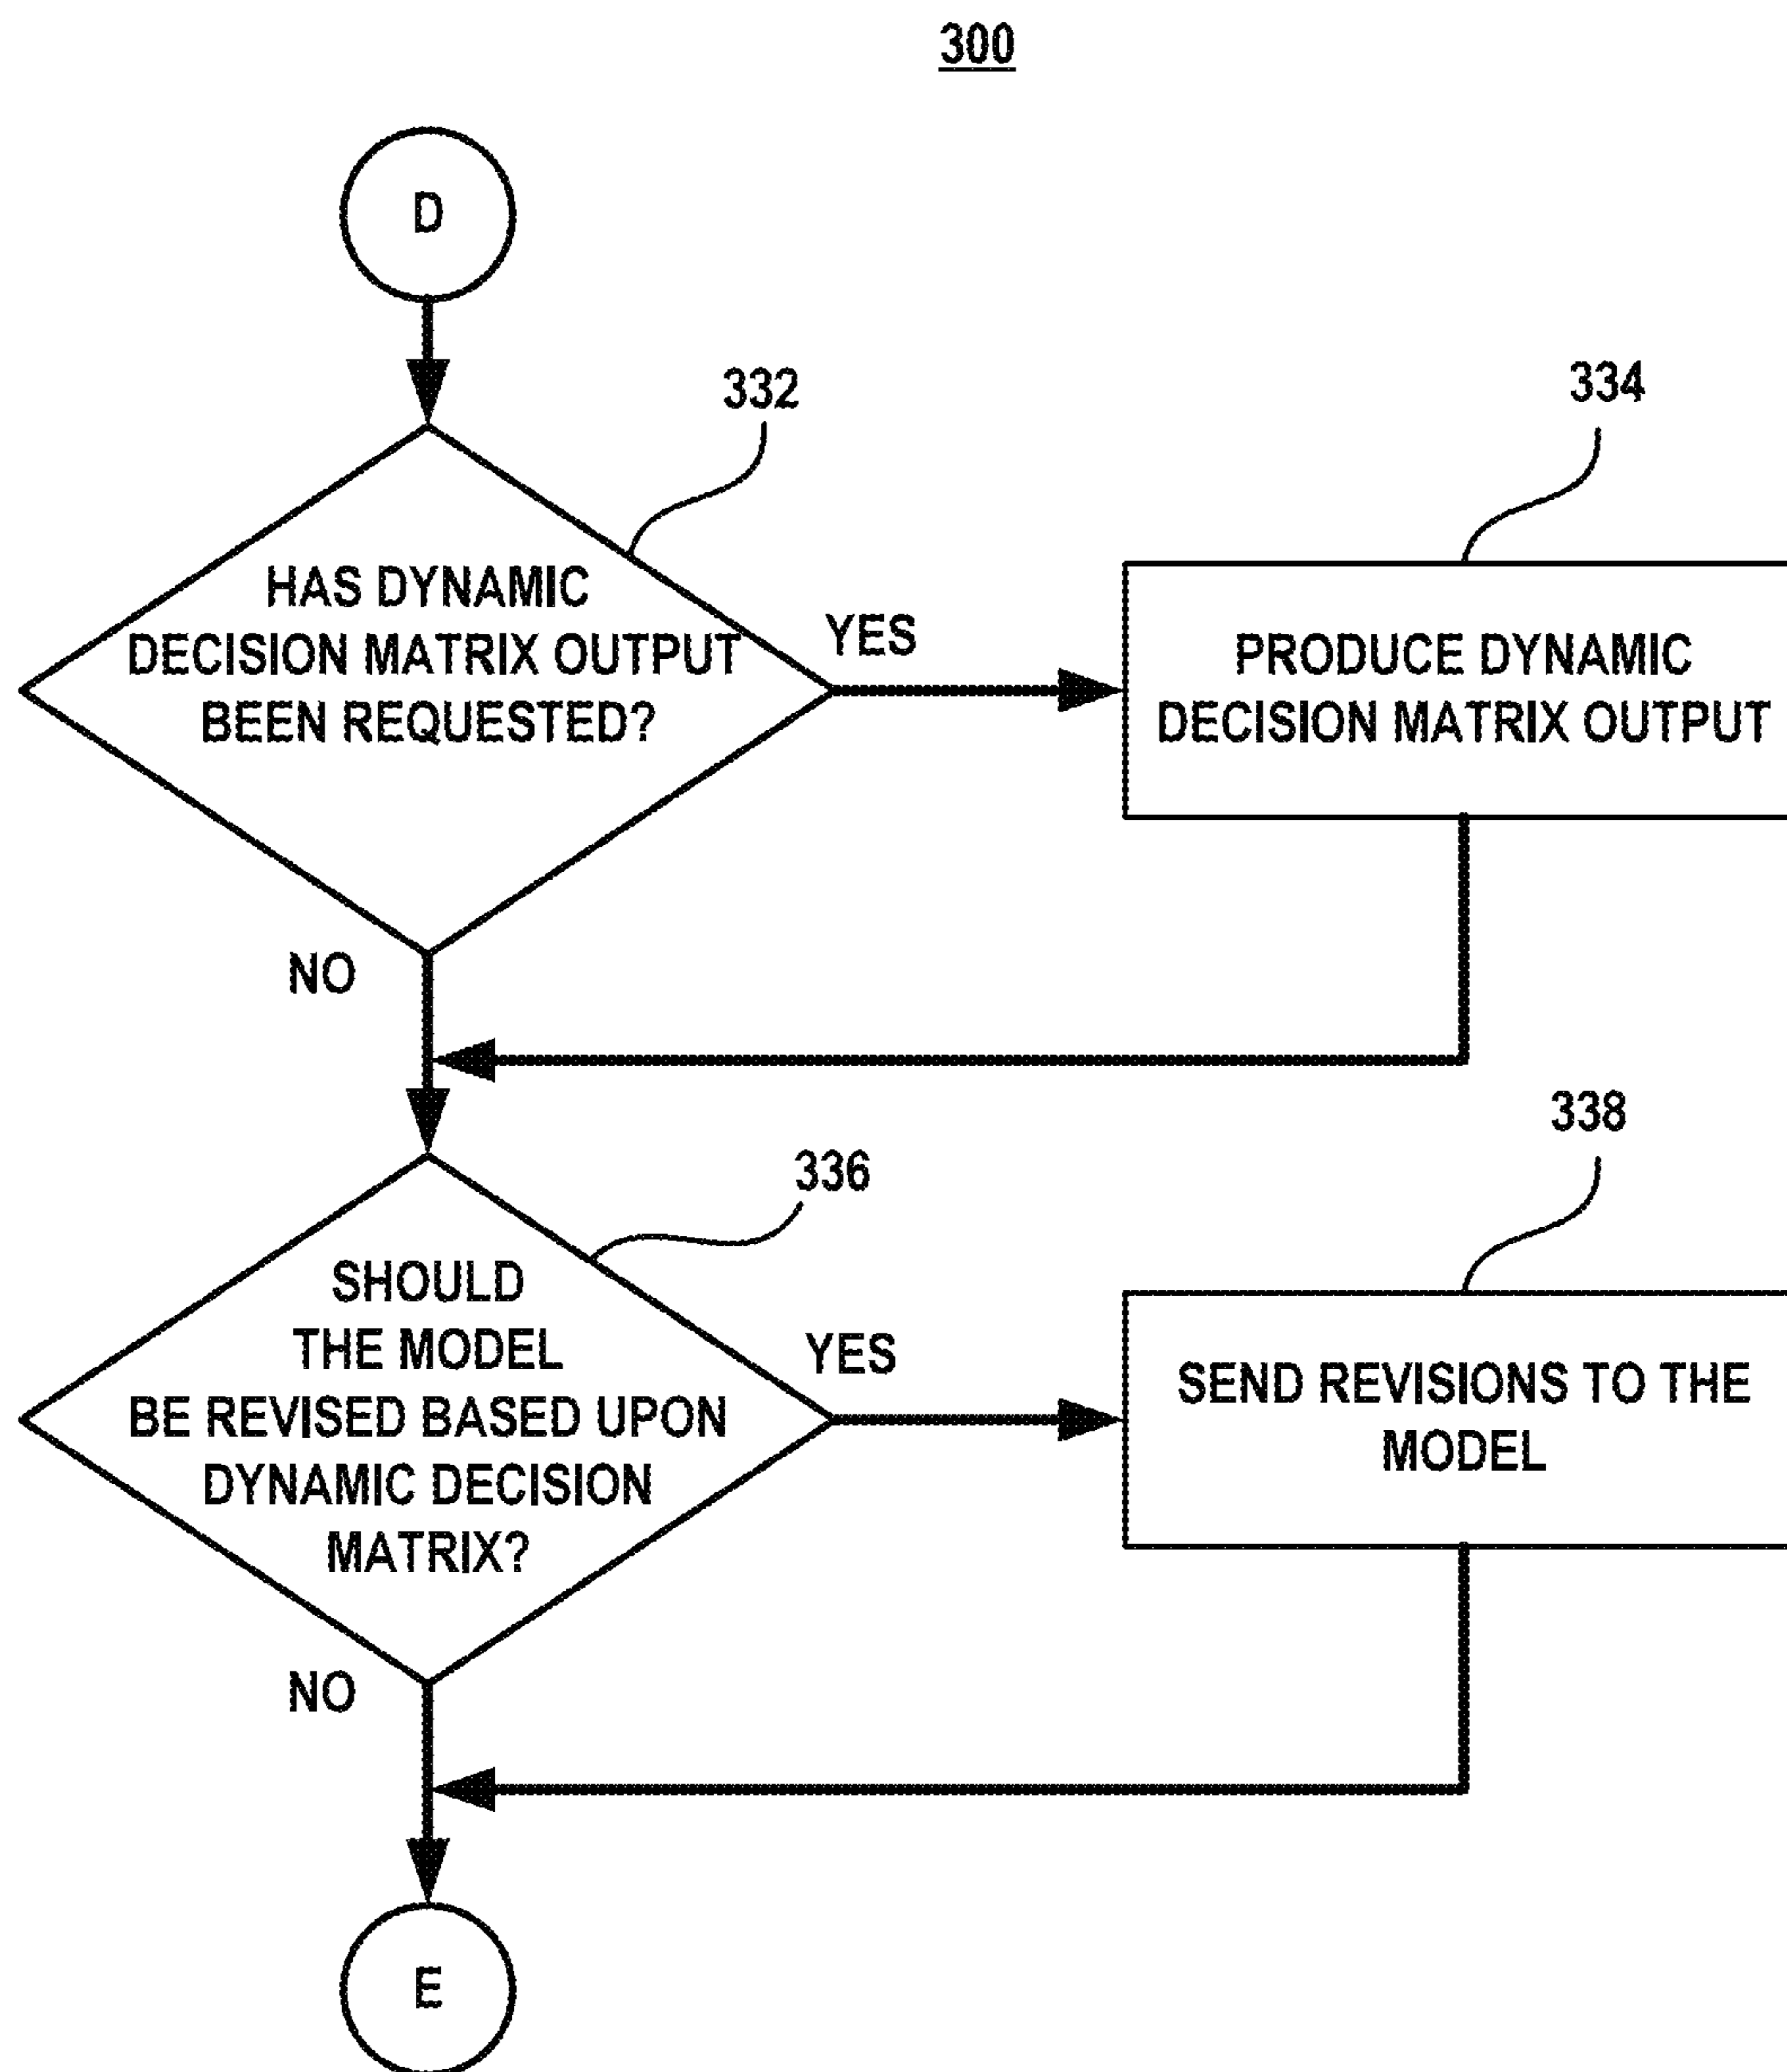 300
D
332
HAS DYNAMIC
DECISION MATRIX OUTPUT
BEEN REQUESTED?
YES
334
PRODUCE DYNAMIC
DECISION MATRIX OUTPUT
NO
336
SHOULD
THE MODEL
BE REVISED BASED UPON
DYNAMIC DECISION
MATRIX?
YES
338
SEND REVISIONS TO THE
MODEL
NO
E